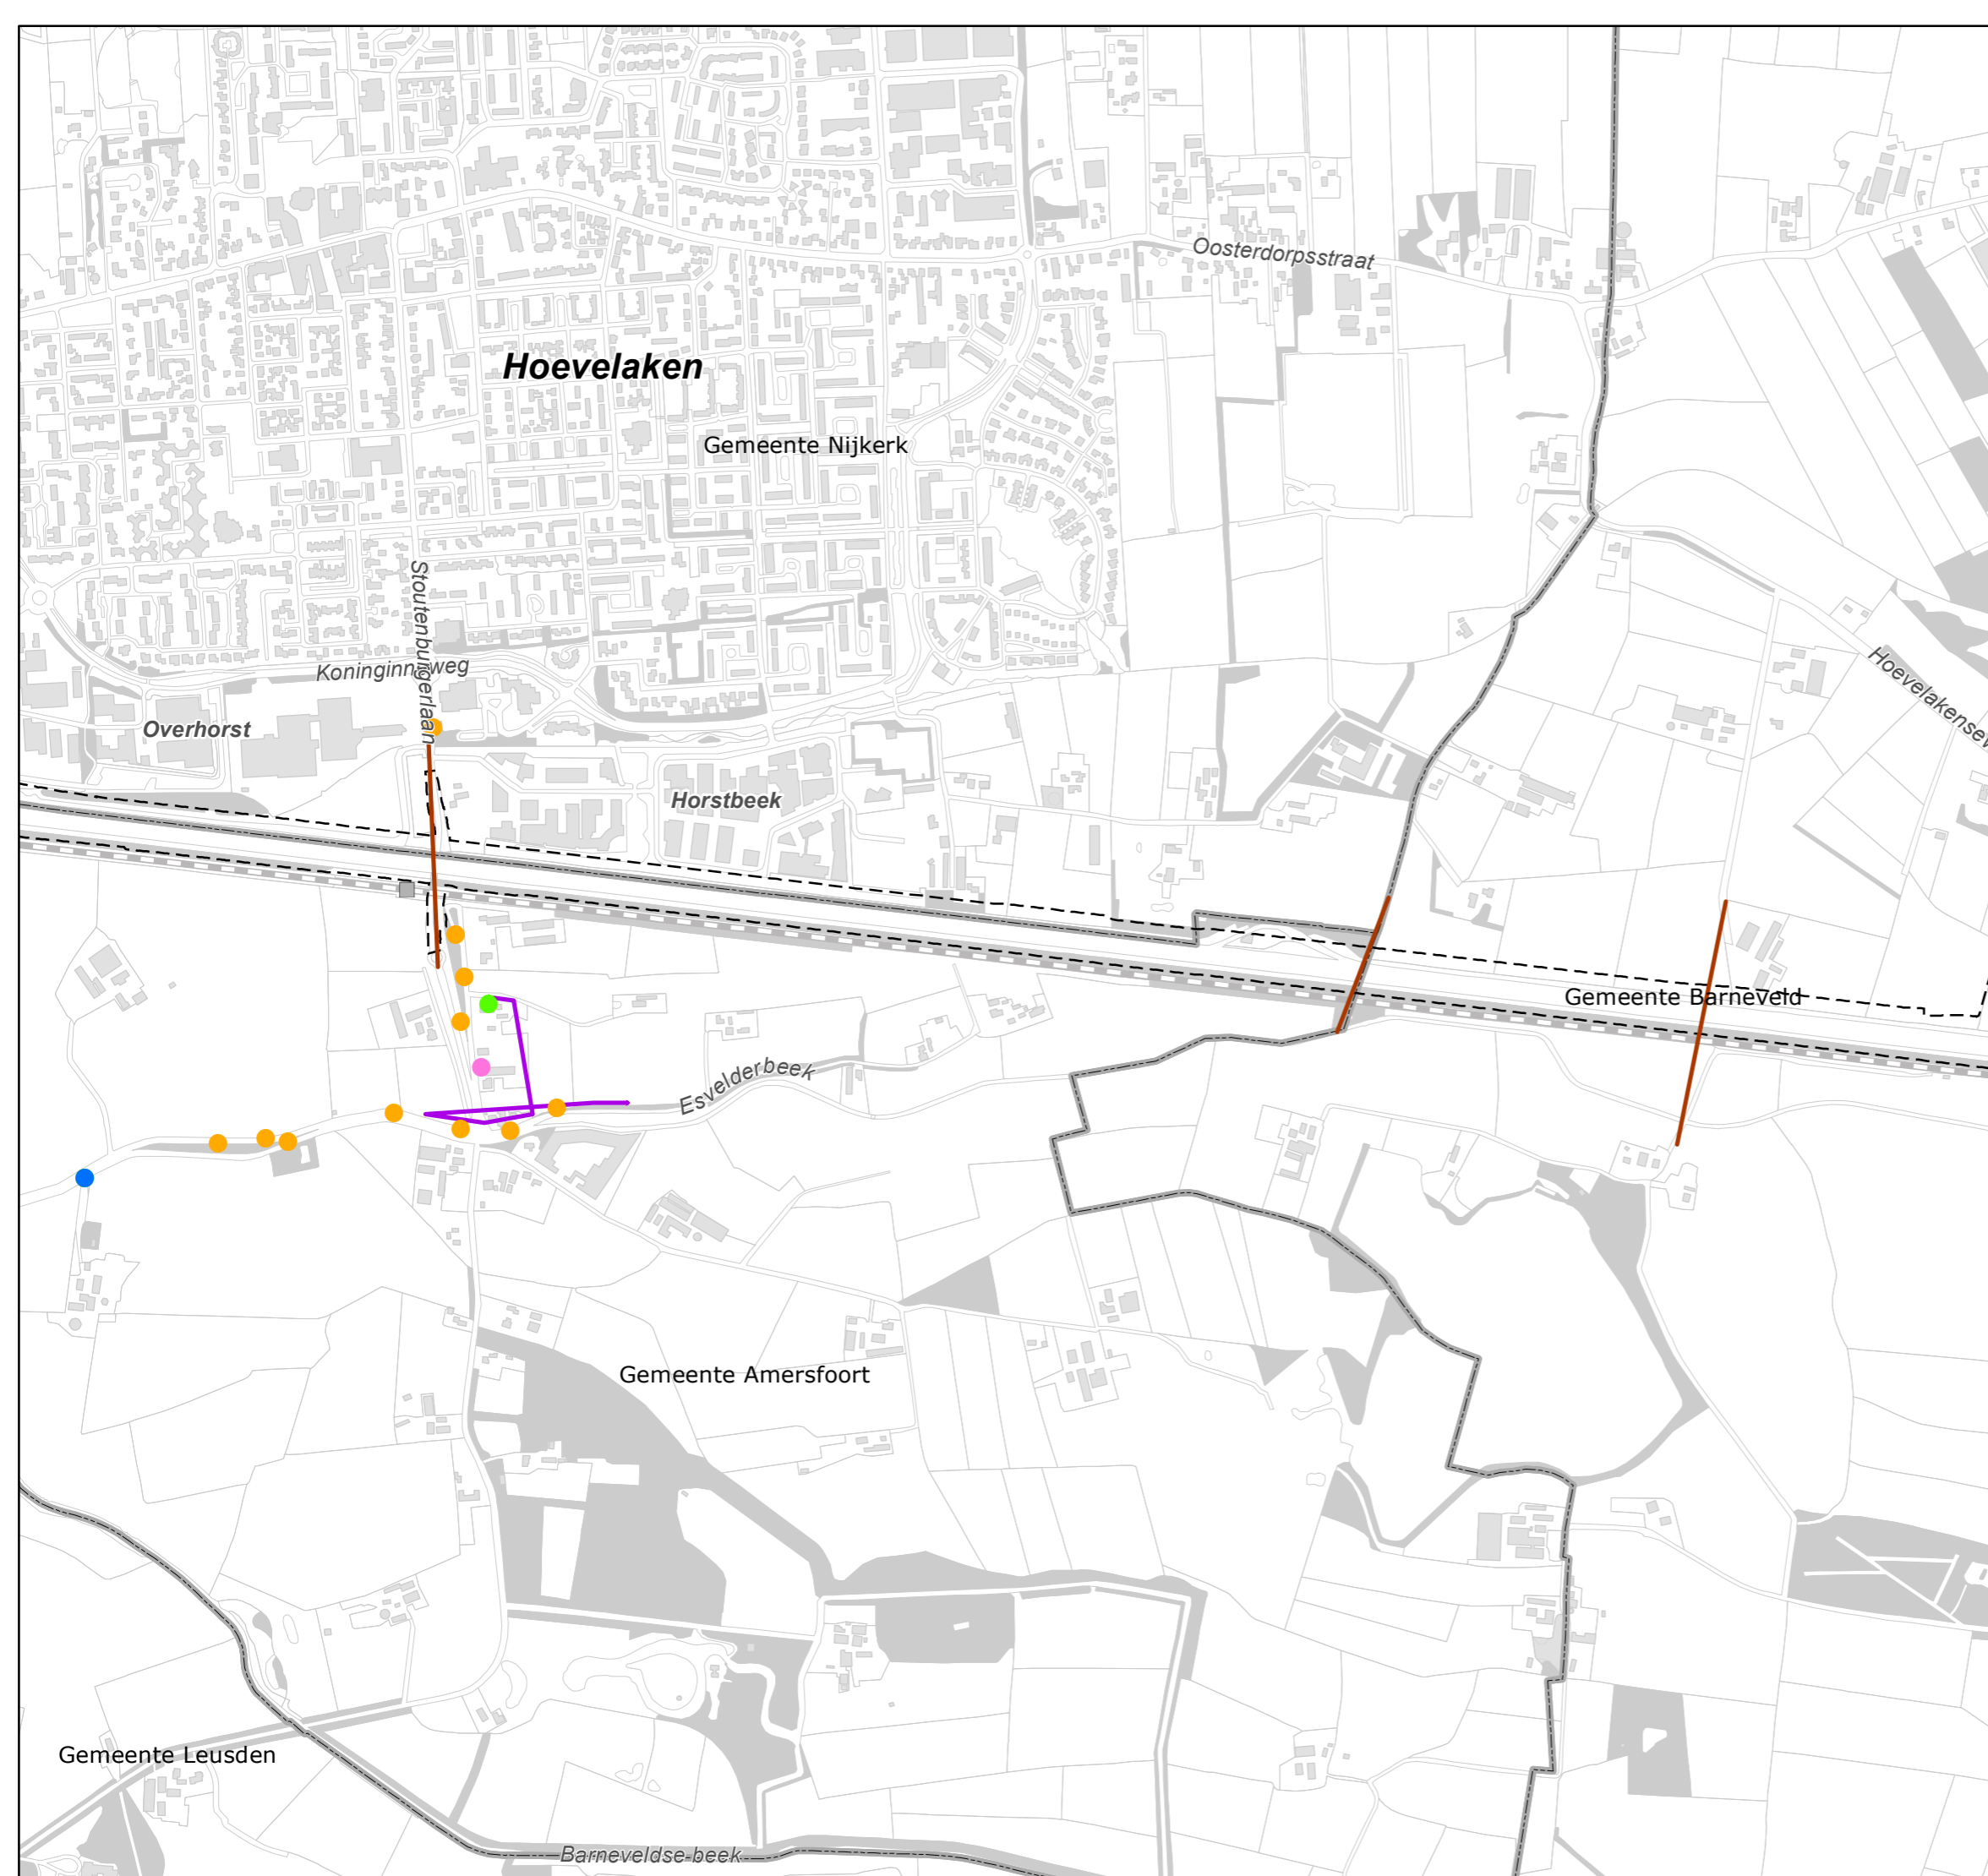 Oosterdorpsstraat
Hoevelaken
Gemeente Nijkerk
Stoutenburgerlaan
Koninginneweg
Hoevelakensew
Overhorst
Horstbeek
Gemeente Barneveld
Esvelderbeek
Gemeente Amersfoort
Gemeente Leusden
Barneveldse beek